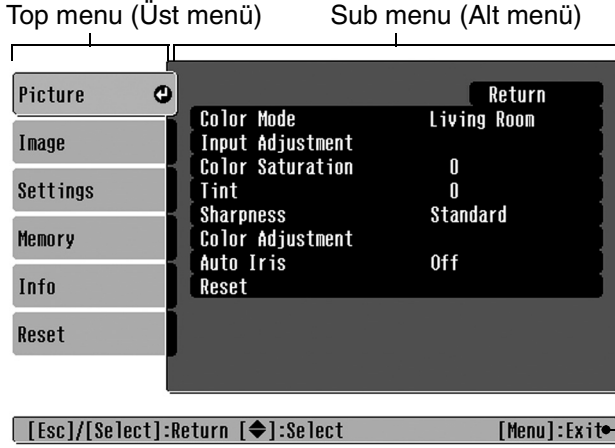 Top menu (Üst menü) Sub menu (Alt menü)
Picture
Image
Settings
Memory
Info
Reset
Return
Color Mode Living Room
Input Adjustment
Color Saturation 0
Tint 0
Sharpness Standard
Color Adjustment
Auto Iris Off
Reset
[Esc]/[Select]:Return [◆]:Select [Menu]:Exit